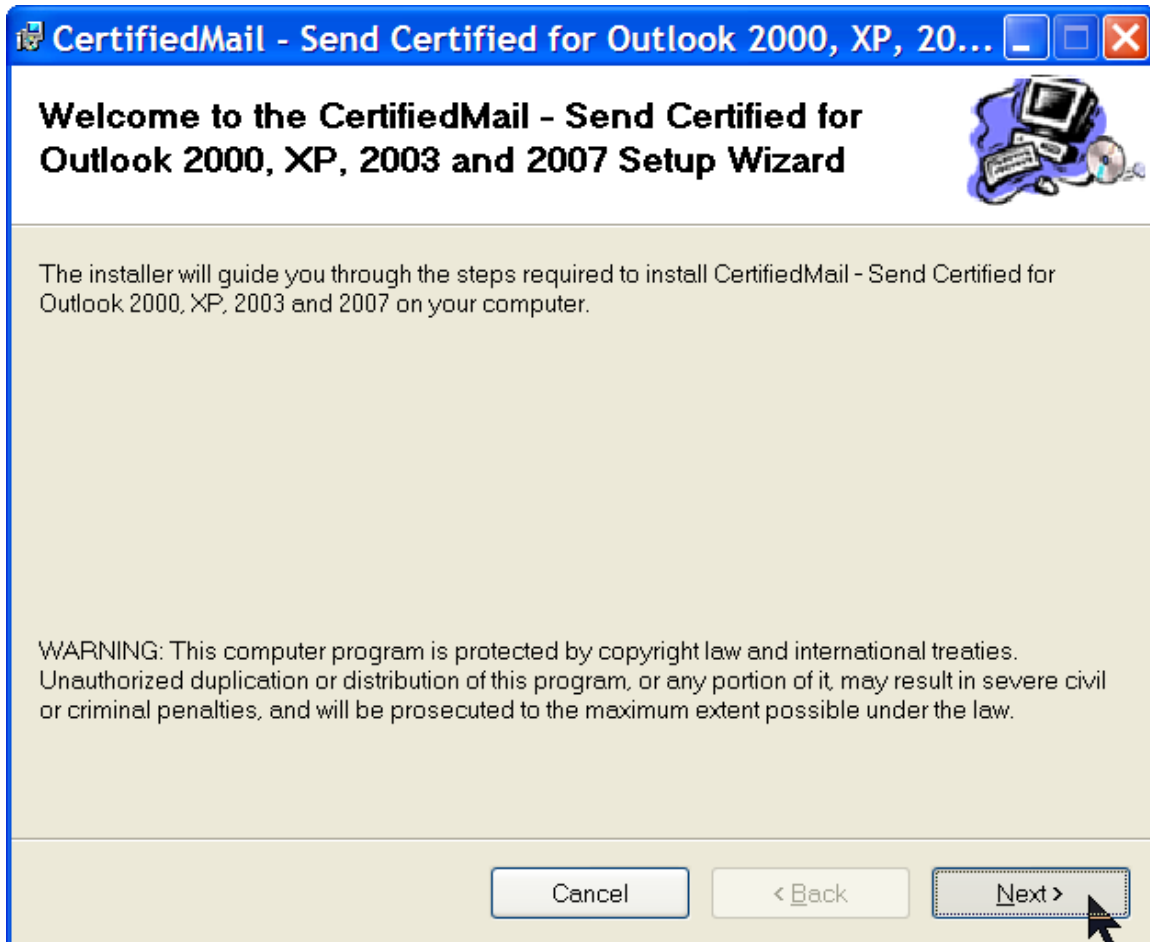 CertifiedMail - Send Certified for Outlook 2000, XP, 20...
Welcome to the CertifiedMail - Send Certified for
Outlook 2000, XP, 2003 and 2007 Setup Wizard
The installer will guide you through the steps required to install CertifiedMail - Send Certified for
Outlook 2000, XP, 2003 and 2007 on your computer.
WARNING: This computer program is protected by copyright law and international treaties.
Unauthorized duplication or distribution of this program, or any portion of it, may result in severe civil
or criminal penalties, and will be prosecuted to the maximum extent possible under the law.
Cancel < Back Next >